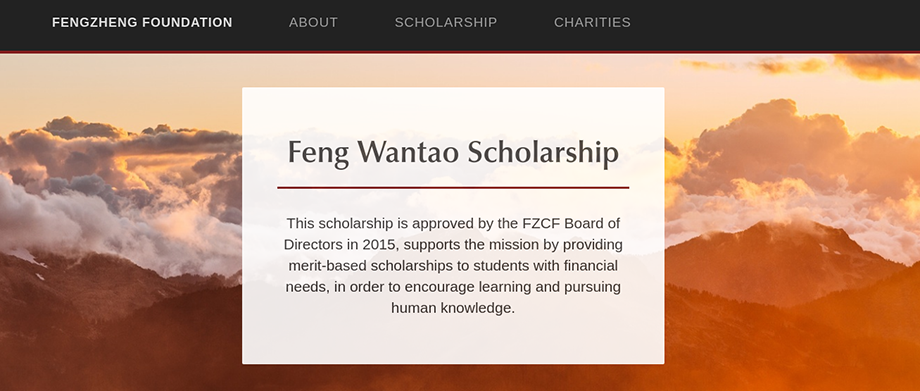 FENGZHENG FOUNDATION ABOUT SCHOLARSHIP CHARITIES
Feng Wantao Scholarship
This scholarship is approved by the FZCF Board of
Directors in 2015, supports the mission by providing
merit-based scholarships to students with financial
needs, in order to encourage learning and pursuing
human knowledge.